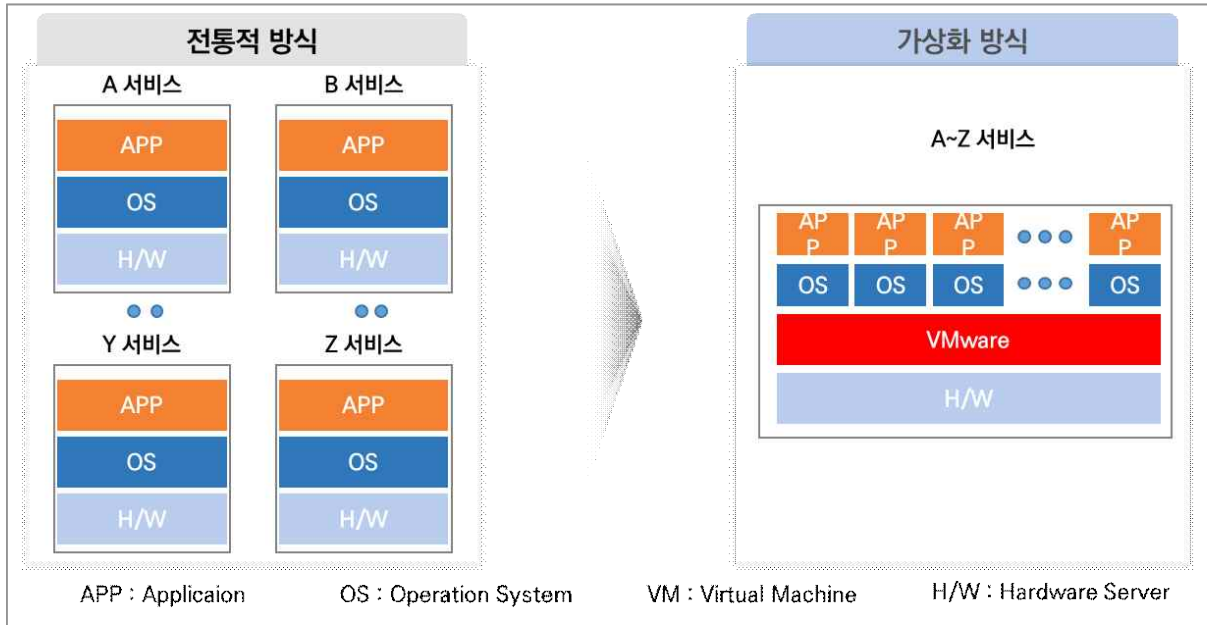 전통적 방식
A 서비스
B 서비스
APP
APP
OS
OS
H/W
H/W
Y 서비스
Z 서비스
APP
APP
OS
OS
H/W
H/W
가상화 방식
A~Z 서비스
AP
P
AP
P
AP
P
AP
P
OS
OS
OS
OS
VMware
H/W
APP : Applicaion
OS : Operation System
VM : Virtual Machine
H/W : Hardware Server